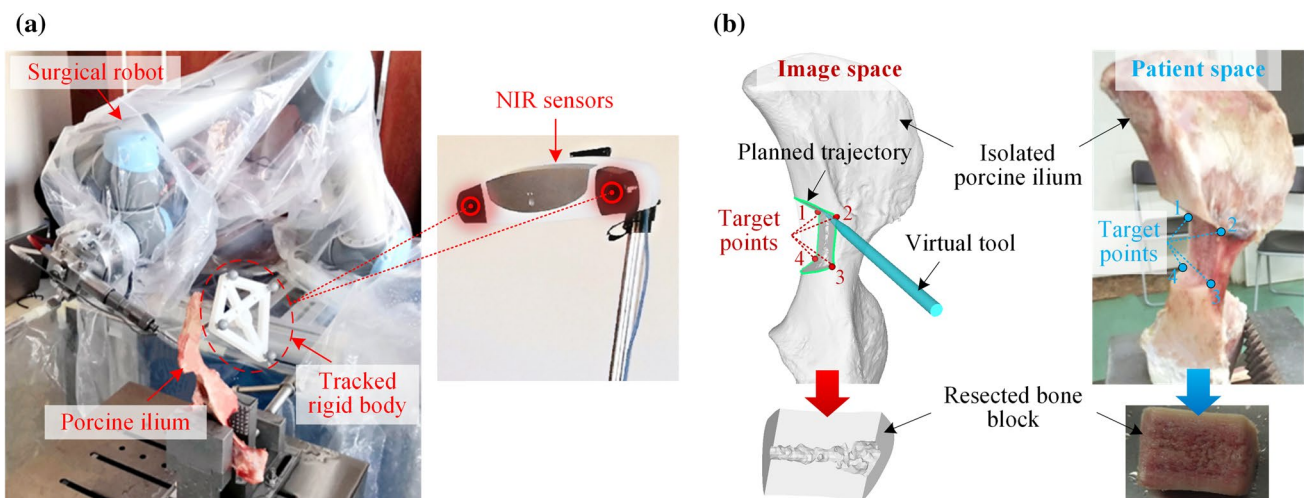 (a)
Surgical robot
NIR sensors
Tracked
rigid body
Porcine ilium
(b)
Image space
Patient space
Planned trajectory
Isolated
porcine ilium
1
2
Target
points
4
3
Virtual tool
1
2
Target
points
4
3
Resected bone
block